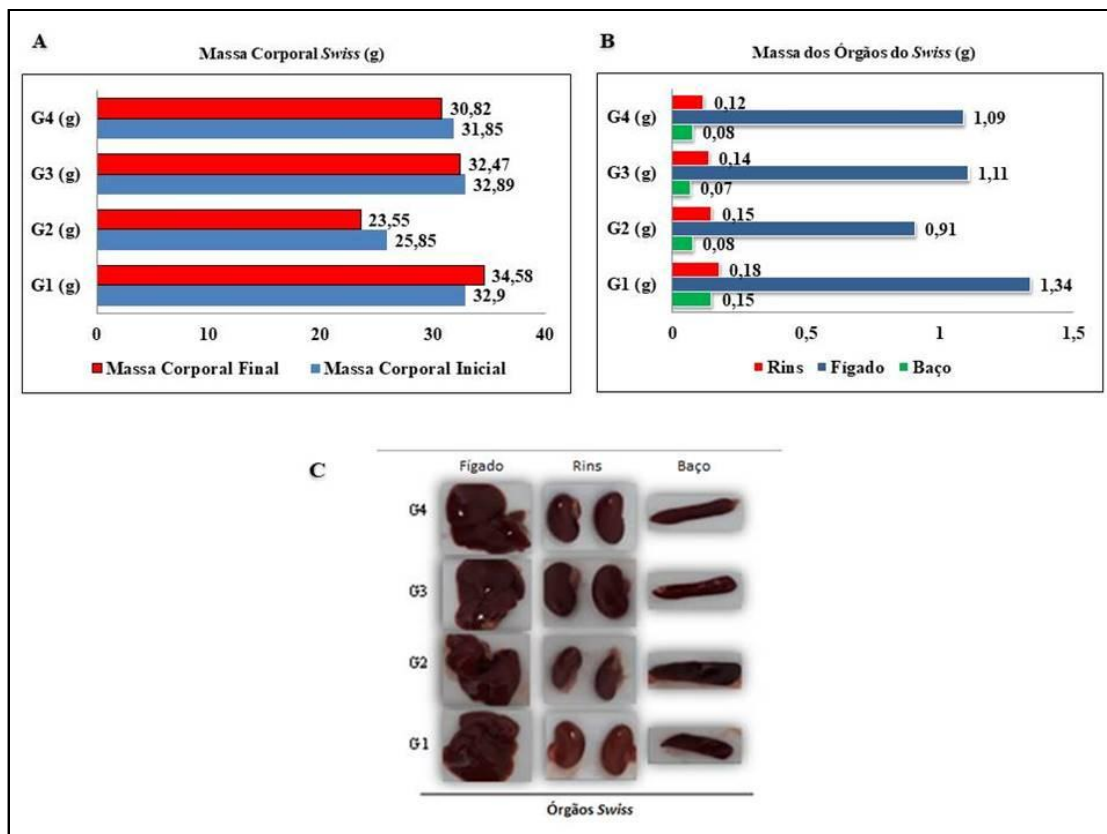 A
Massa Corporal Swiss (g)
G4 (g)
30,82
31,85
G3 (g)
32,47
32,89
G2 (g)
23,55
25,85
G1 (g)
34,58
32,9
0 10 20 30 40
Massa Corporal Final Massa Corporal Inicial
B
Massa dos Órgãos do Swiss (g)
G4 (g)
0,12
1,09
0,08
G3 (g)
0,14
1,11
0,07
G2 (g)
0,15
0,91
0,08
G1 (g)
0,18
1,34
0,15
0 0,5 1 1,5
Rins Fígado Baço
C
Fígado Rins Baço
G4
G3
G2
G1
Órgãos Swiss